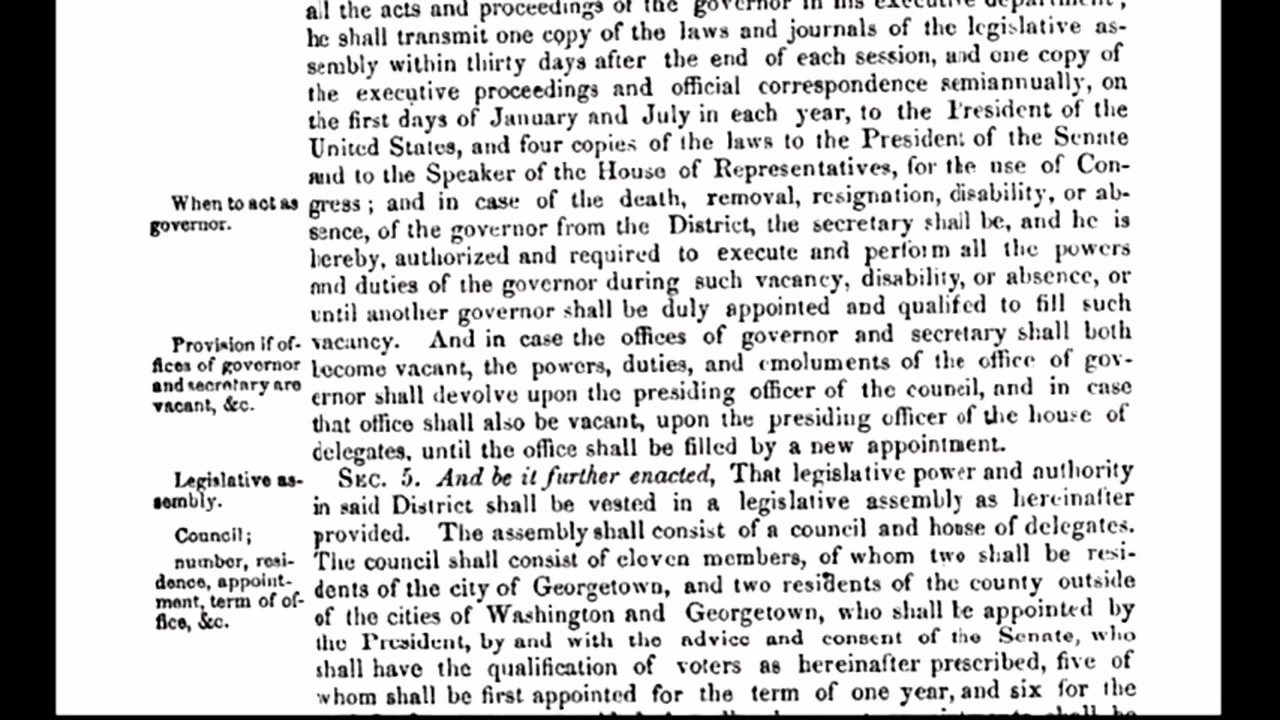 all the acts and proceedings of the governor in his executive department;
he shall transmit one copy of the laws and journals of the legislative as-
sembly within thirty days after the end of each session, and one copy of
the executive proceedings and official correspondence semiannually, on
the first days of January and July in each year, to the President of the
United States, and four copies of the laws to the President of the Senate
and to the Speaker of the House of Representatives, for the use of Con-
When to act as gress; and in case of the death, removal, resignation, disability, or ab-
governor. sence, of the governor from the District, the secretary shall be, and he is
hereby, authorized and required to execute and perform all the powers
and duties of the governor during such vacancy, disability, or absence, or
until another governor shall be duly appointed and qualified to fill such
Provision if of- vacancy. And in case the offices of governor and secretary shall both
fices of governor become vacant, the powers, duties, and emoluments of the office of gov-
and secretary are ernor shall devolve upon the presiding officer of the council, and in case
vacant, &c. that office shall also be vacant, upon the presiding officer of the house of
delegates, until the office shall be filled by a new appointment.
Legislative as- SEC. 5. And be it further enacted, That legislative power and authority
sembly. in said District shall be vested in a legislative assembly as hereinafter
Council; provided. The assembly shall consist of a council and house of delegates.
number, resi- The council shall consist of eleven members, of whom two shall be resi-
dence, appoint- dents of the city of Georgetown, and two residents of the county outside
ment, term of of- of the cities of Washington and Georgetown, who shall be appointed by
fice, &c. the President, by and with the advice and consent of the Senate, who
shall have the qualification of voters as hereinafter prescribed, five of
whom shall be first appointed for the term of one year, and six for the